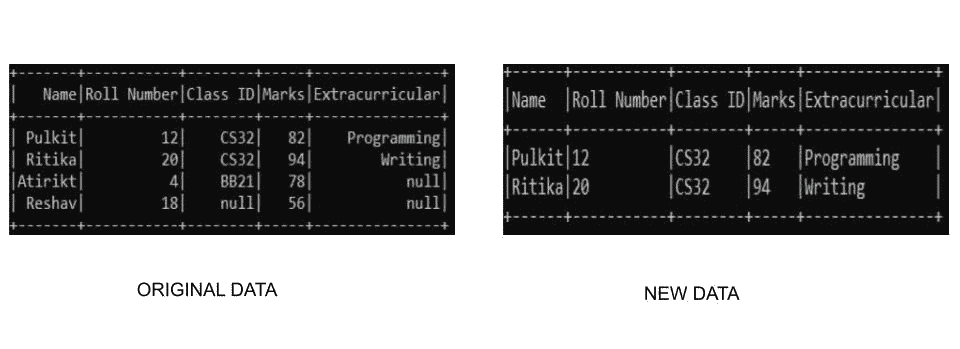 +-------+-----------+--------+-----+---------------+
|   Name|Roll Number|Class ID|Marks|Extracurricular|
+-------+-----------+--------+-----+---------------+
| Pulkit|         12|    CS32|   82|    Programming|
| Ritika|         20|    CS32|   94|        Writing|
|Atirikt|          4|    BB21|   78|           null|
| Reshav|         18|    null|   56|           null|
+-------+-----------+--------+-----+---------------+
ORIGINAL DATA
+------+-----------+--------+-----+---------------+
|Name  |Roll Number|Class ID|Marks|Extracurricular|
+------+-----------+--------+-----+---------------+
|Pulkit|12         |CS32    |82   |Programming    |
|Ritika|20         |CS32    |94   |Writing        |
+------+-----------+--------+-----+---------------+
NEW DATA